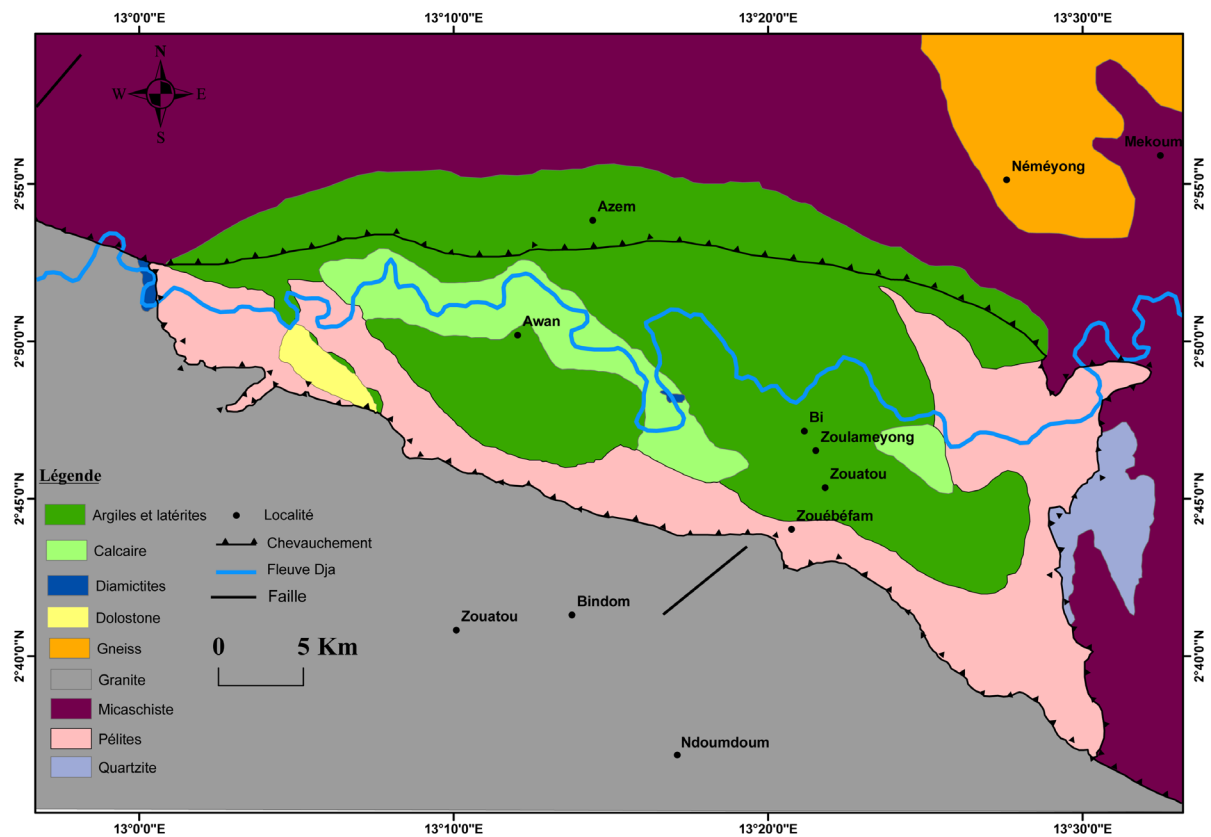 13°0'0"E 13°10'0"E 13°20'0"E 13°30'0"E
N
W E
S
Mekoum
2°55'0"N Néméyong 2°55'0"N
Azem
2°50'0"N Awan 2°50'0"N
Bi
Zoulameyong
Légende
Zouatou
2°45'0"N 2°45'0"N
Argiles et latérites
Localité
Zouébéfam
Calcaire
Chevauchement
Diamictites
Fleuve Dja
Dolostone
Faille
Zouatou Bindom
Gneiss
0 5 Km
2°40'0"N 2°40'0"N
Granite
Micaschiste
Pélites
Ndoumdoum
Quartzite
13°0'0"E 13°10'0"E 13°20'0"E 13°30'0"E